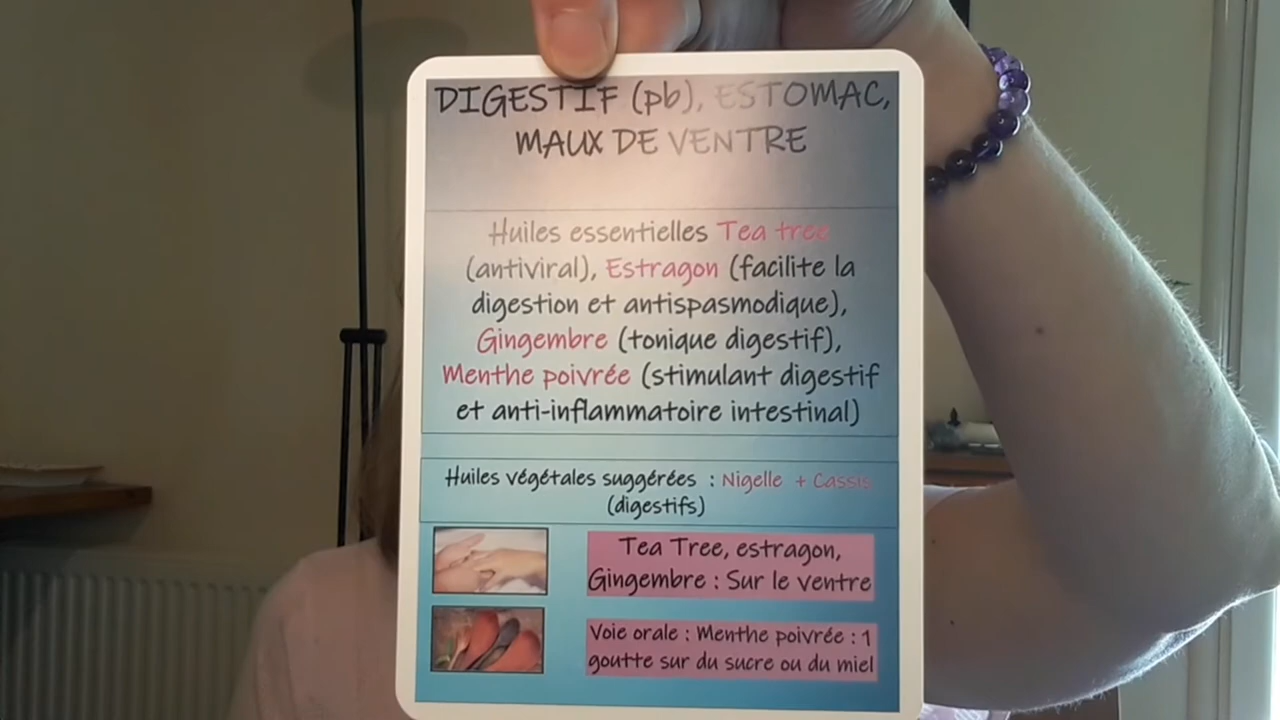 DIGESTIF (pb), ESTOMAC,
MAUX DE VENTRE
Huiles essentielles Tea tree
(antiviral), Estragon (facilite la
digestion et antispasmodique),
Gingembre (tonique digestif),
Menthe poivrée (stimulant digestif
et anti-inflammatoire intestinal)
Huiles végétales suggérées : Nigelle + Cassis
(digestifs)
Tea Tree, estragon,
Gingembre : Sur le ventre
Voie orale : Menthe poivrée : 1
goutte sur du sucre ou du miel